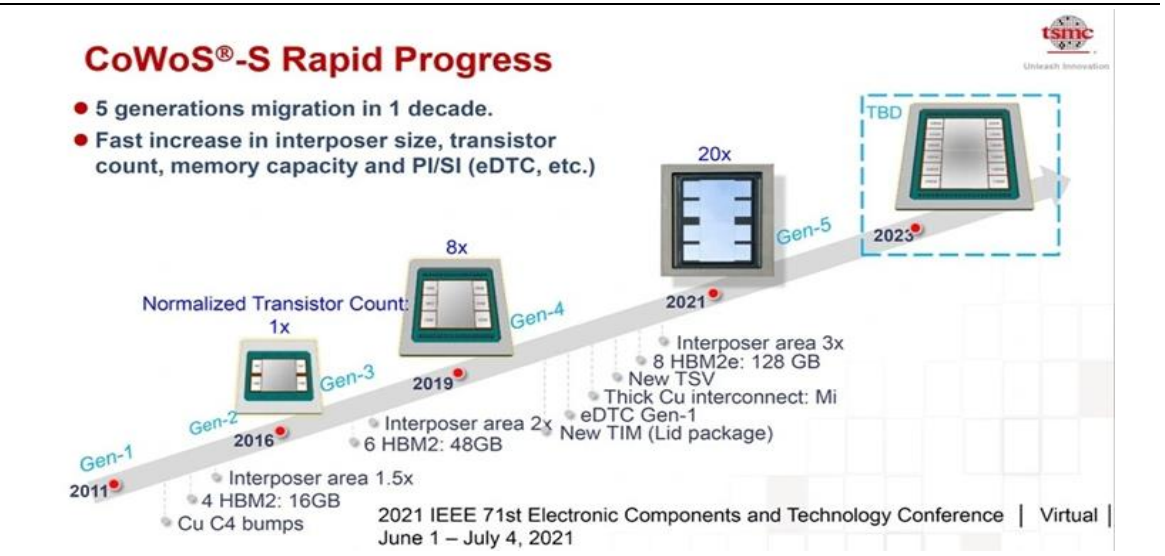 CoWoS®-S Rapid Progress
tsmc
Unleash Innovation
● 5 generations migration in 1 decade.
● Fast increase in interposer size, transistor
count, memory capacity and PI/SI (eDTC, etc.)
TBD
20x
Gen-5
2023
8x
2021
Normalized Transistor Count:
1x
Gen-4
Interposer area 3x
8 HBM2e: 128 GB
New TSV
Thick Cu interconnect: Mi
eDTC Gen-1
New TIM (Lid package)
Gen-3
2019
Interposer area 2x
6 HBM2: 48GB
Gen-2
2016
Interposer area 1.5x
4 HBM2: 16GB
Cu C4 bumps
Gen-1
2011
2021 IEEE 71st Electronic Components and Technology Conference | Virtual |
June 1 – July 4, 2021